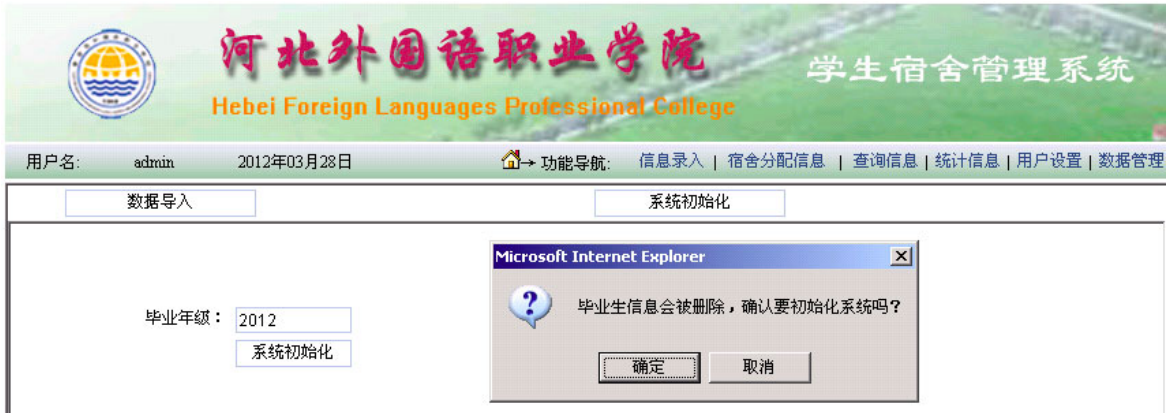 河北外国语职业学院
Hebei Foreign Languages Professional College
学生宿舍管理系统
用户名: admin 2012年03月28日 → 功能导航: 信息录入 | 宿舍分配信息 | 查询信息 | 统计信息 | 用户设置 | 数据管理
数据导入 系统初始化
Microsoft Internet Explorer
毕业生信息会被删除，确认要初始化系统吗？
确定 取消
毕业年级： 2012
系统初始化